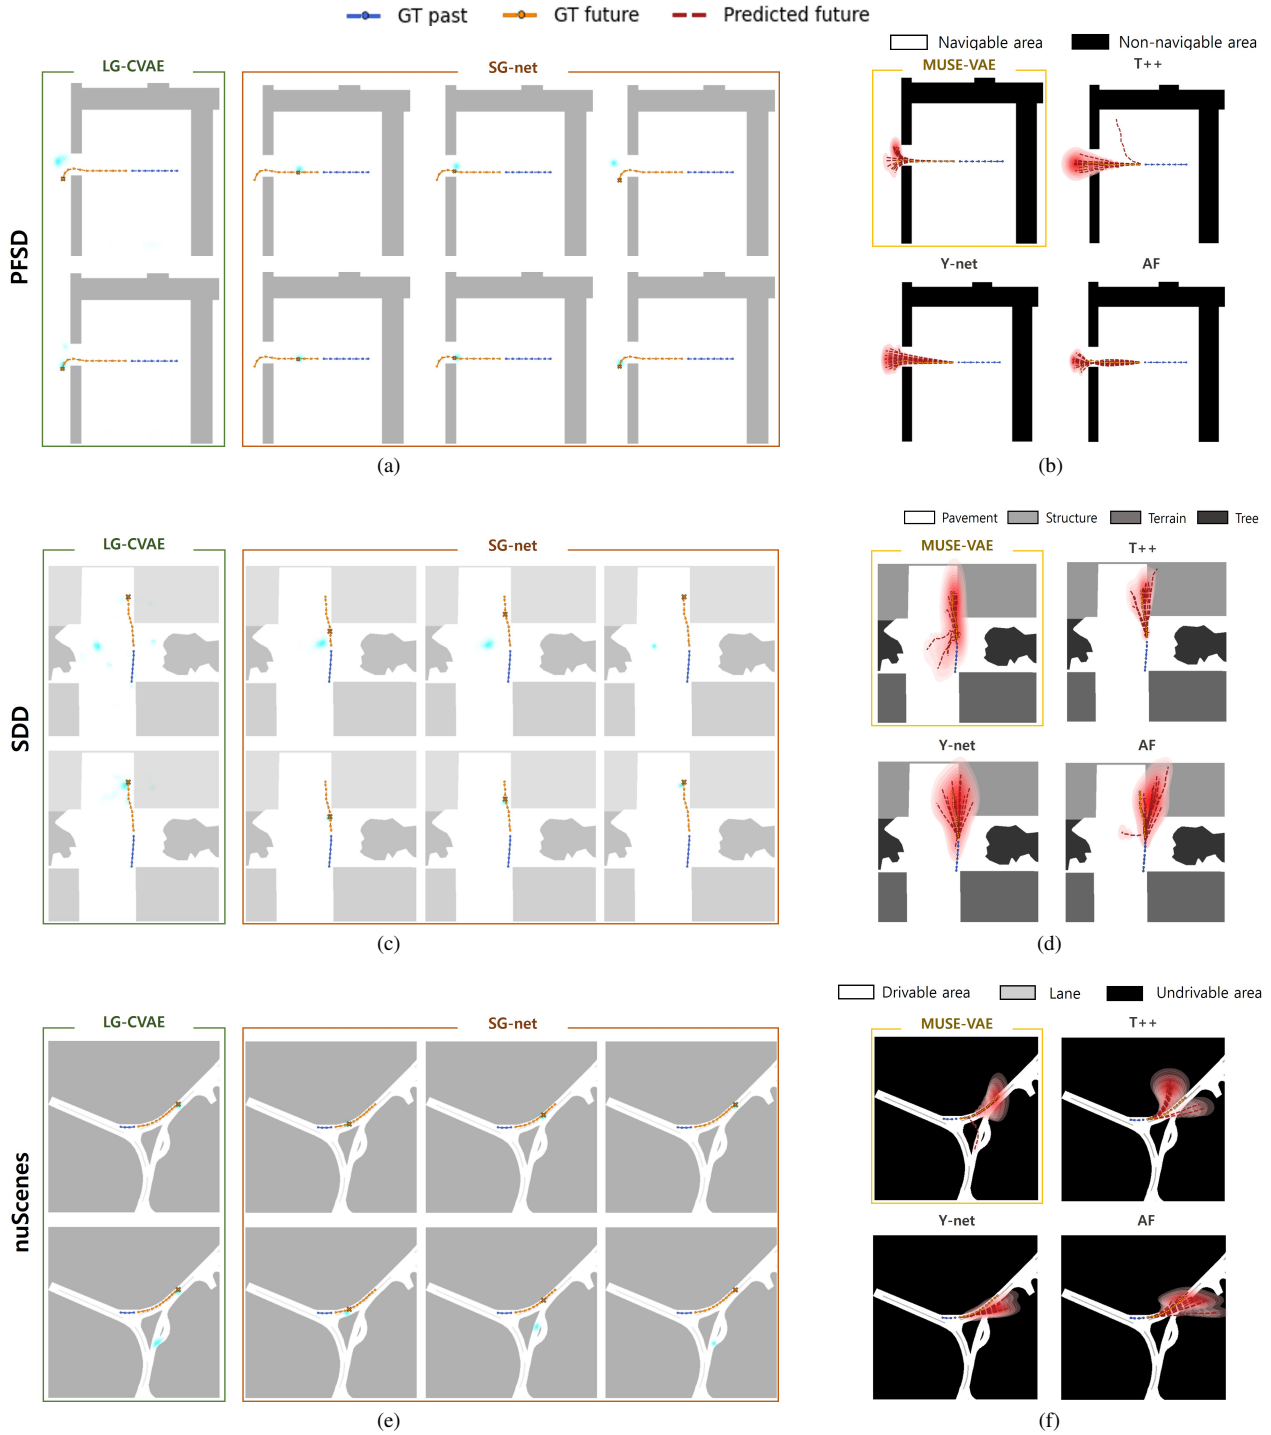 GT past GT future Predicted future
Navigable area Non-navigable area
LG-CVAE SG-net MUSE-VAE T++
PFSD
Y-net AF
(a) (b)
Pavement Structure Terrain Tree
LG-CVAE SG-net MUSE-VAE T++
SDD
Y-net AF
(c) (d)
Drivable area Lane Undrivable area
LG-CVAE SG-net MUSE-VAE T++
nuScenes
Y-net AF
(e) (f)